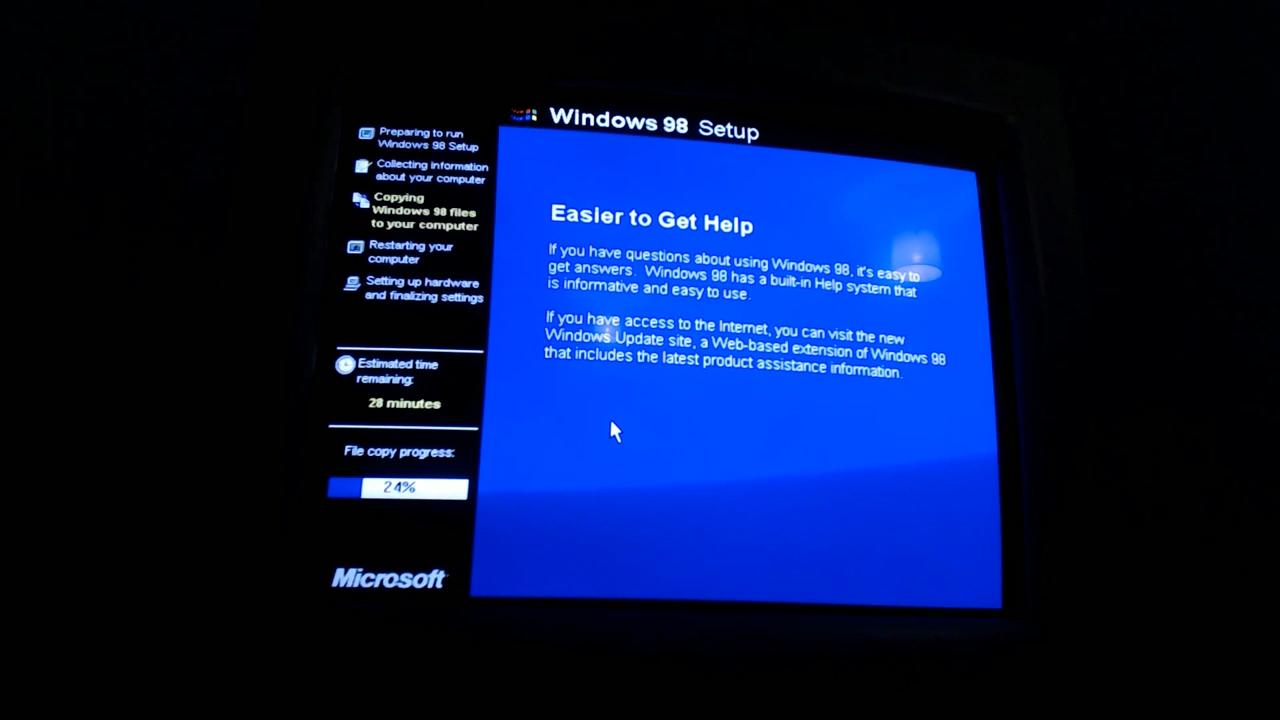 Windows 98 Setup
Preparing to run
Windows 98 Setup
Collecting information
about your computer
Copying
Windows 98 files
to your computer
Restarting your
computer
Setting up hardware
and finalizing settings
Estimated time
remaining:
28 minutes
File copy progress:
24%
Microsoft
Easier to Get Help
If you have questions about using Windows 98, it's easy to
get answers. Windows 98 has a built-in Help system that
is informative and easy to use.
If you have access to the Internet, you can visit the new
Windows Update site, a Web-based extension of Windows 98
that includes the latest product assistance information.